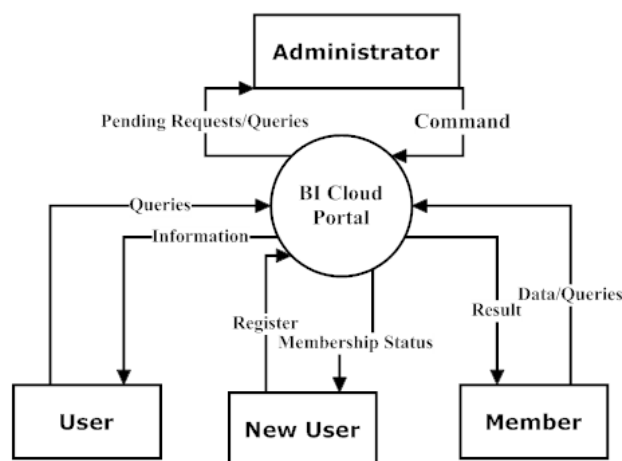 Administrator
Pending Requests/Queries
Command
BI Cloud
Portal
Queries
Information
Data/Queries
Register
Result
Membership Status
User
New User
Member